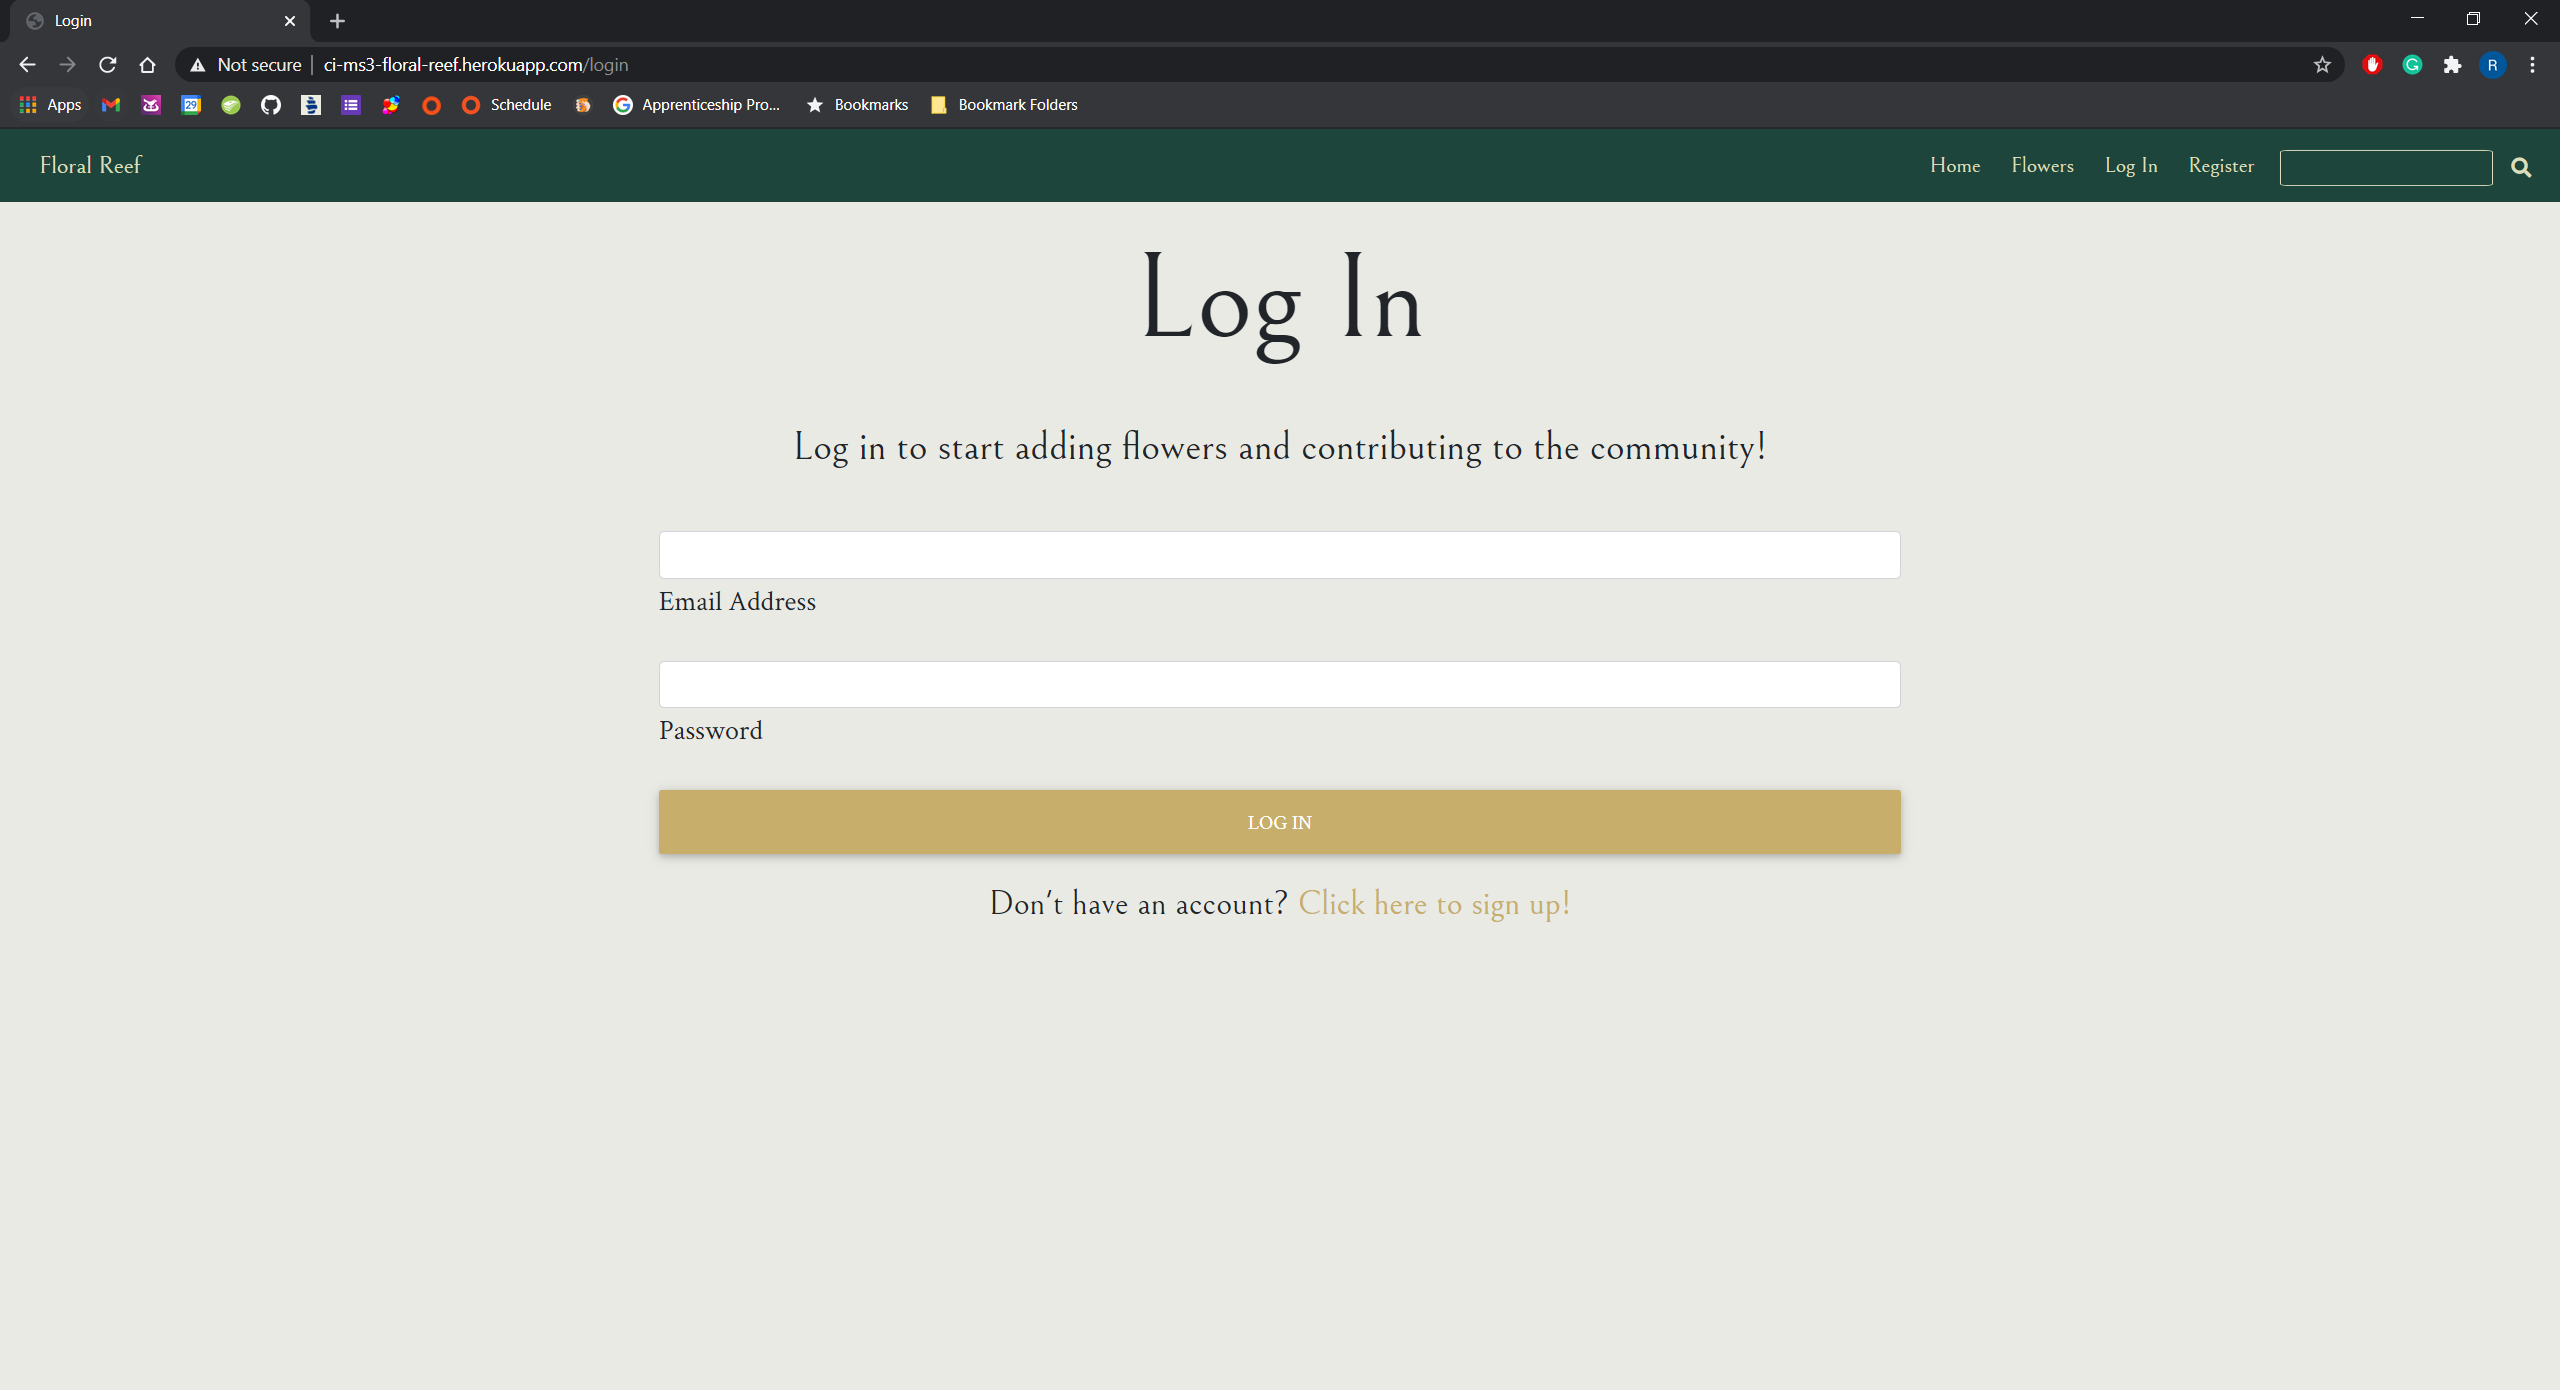 Login
Not secure ci-ms3-floral-reef.herokuapp.com/login
R
Apps 29 Schedule Apprenticeship Pro... Bookmarks Bookmark Folders
Floral Reef Home Flowers Log In Register
Log In
Log in to start adding flowers and contributing to the community!
Email Address
Password
LOG IN
Don't have an account? Click here to sign up!